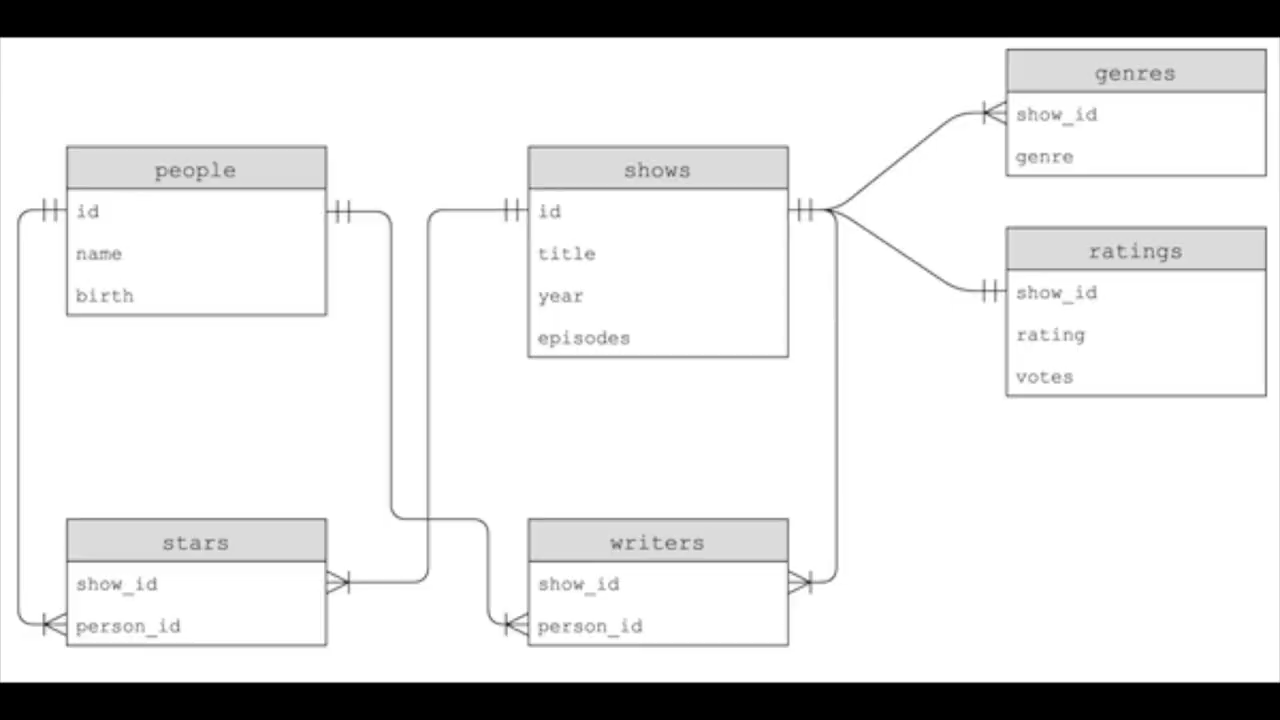 people
id
name
birth
shows
id
title
year
episodes
genres
show_id
genre
ratings
show_id
rating
votes
stars
show_id
person_id
writers
show_id
person_id